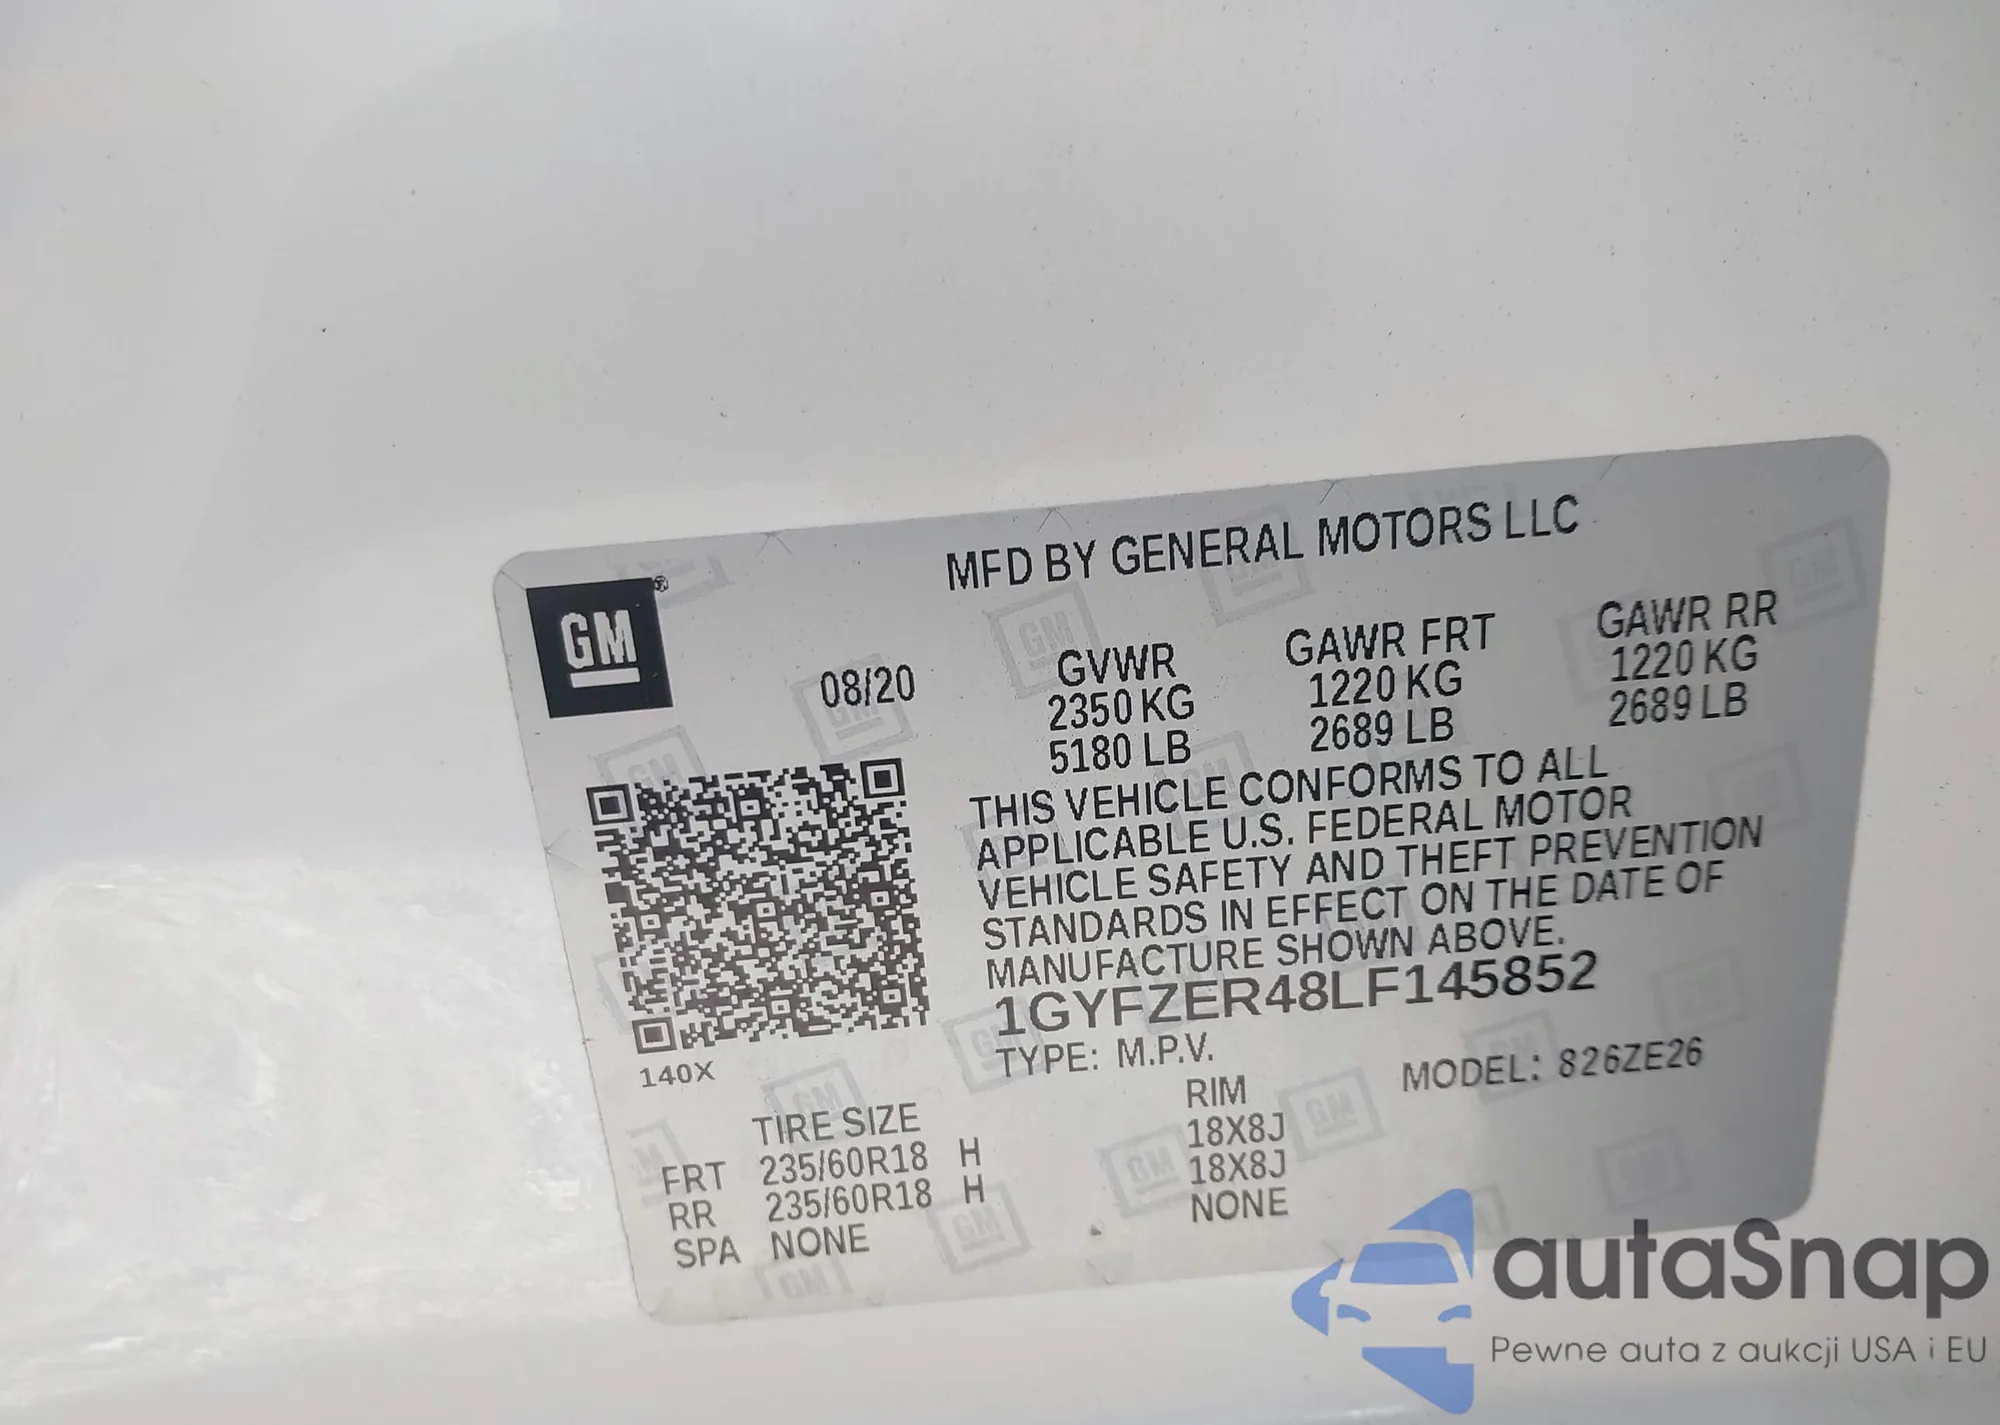 MFD BY GENERAL MOTORS LLC
GM ®
08/20
GVWR GAWR FRT GAWR RR
2350 KG 1220 KG 1220 KG
5180 LB 2689 LB 2689 LB
THIS VEHICLE CONFORMS TO ALL
APPLICABLE U.S. FEDERAL MOTOR
VEHICLE SAFETY AND THEFT PREVENTION
STANDARDS IN EFFECT ON THE DATE OF
MANUFACTURE SHOWN ABOVE.
1GYFZER48LF145852
TYPE: M.P.V. MODEL: 826ZE26
140X
TIRE SIZE RIM
FRT 235/60R18 H 18X8J
RR 235/60R18 H 18X8J
SPA NONE NONE
autaSnap
Pewne auta z aukcji USA i EU